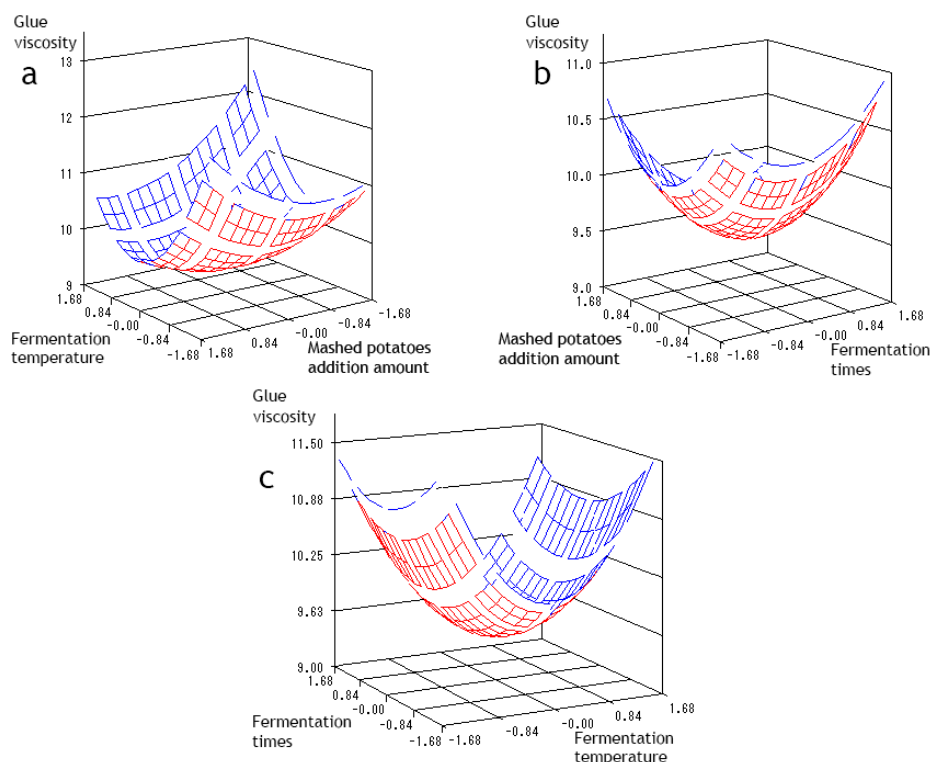 Glue
viscosity
a
13
12
11
10
9
1.68
0.84
-0.00
-0.84
-1.68
Fermentation
temperature
1.68
0.84
-0.00
-0.84
-1.68
Mashed potatoes
addition amount
Glue
viscosity
b
11.0
10.5
10.0
9.5
9.0
1.68
0.84
-0.00
-0.84
-1.68
Mashed potatoes
addition amount
-1.68
-0.84
-0.00
0.84
1.68
Fermentation
times
Glue
viscosity
c
11.50
10.88
10.25
9.63
9.00
1.68
0.84
-0.00
-0.84
-1.68
Fermentation
times
-1.68
-0.84
-0.00
0.84
1.68
Fermentation
temperature